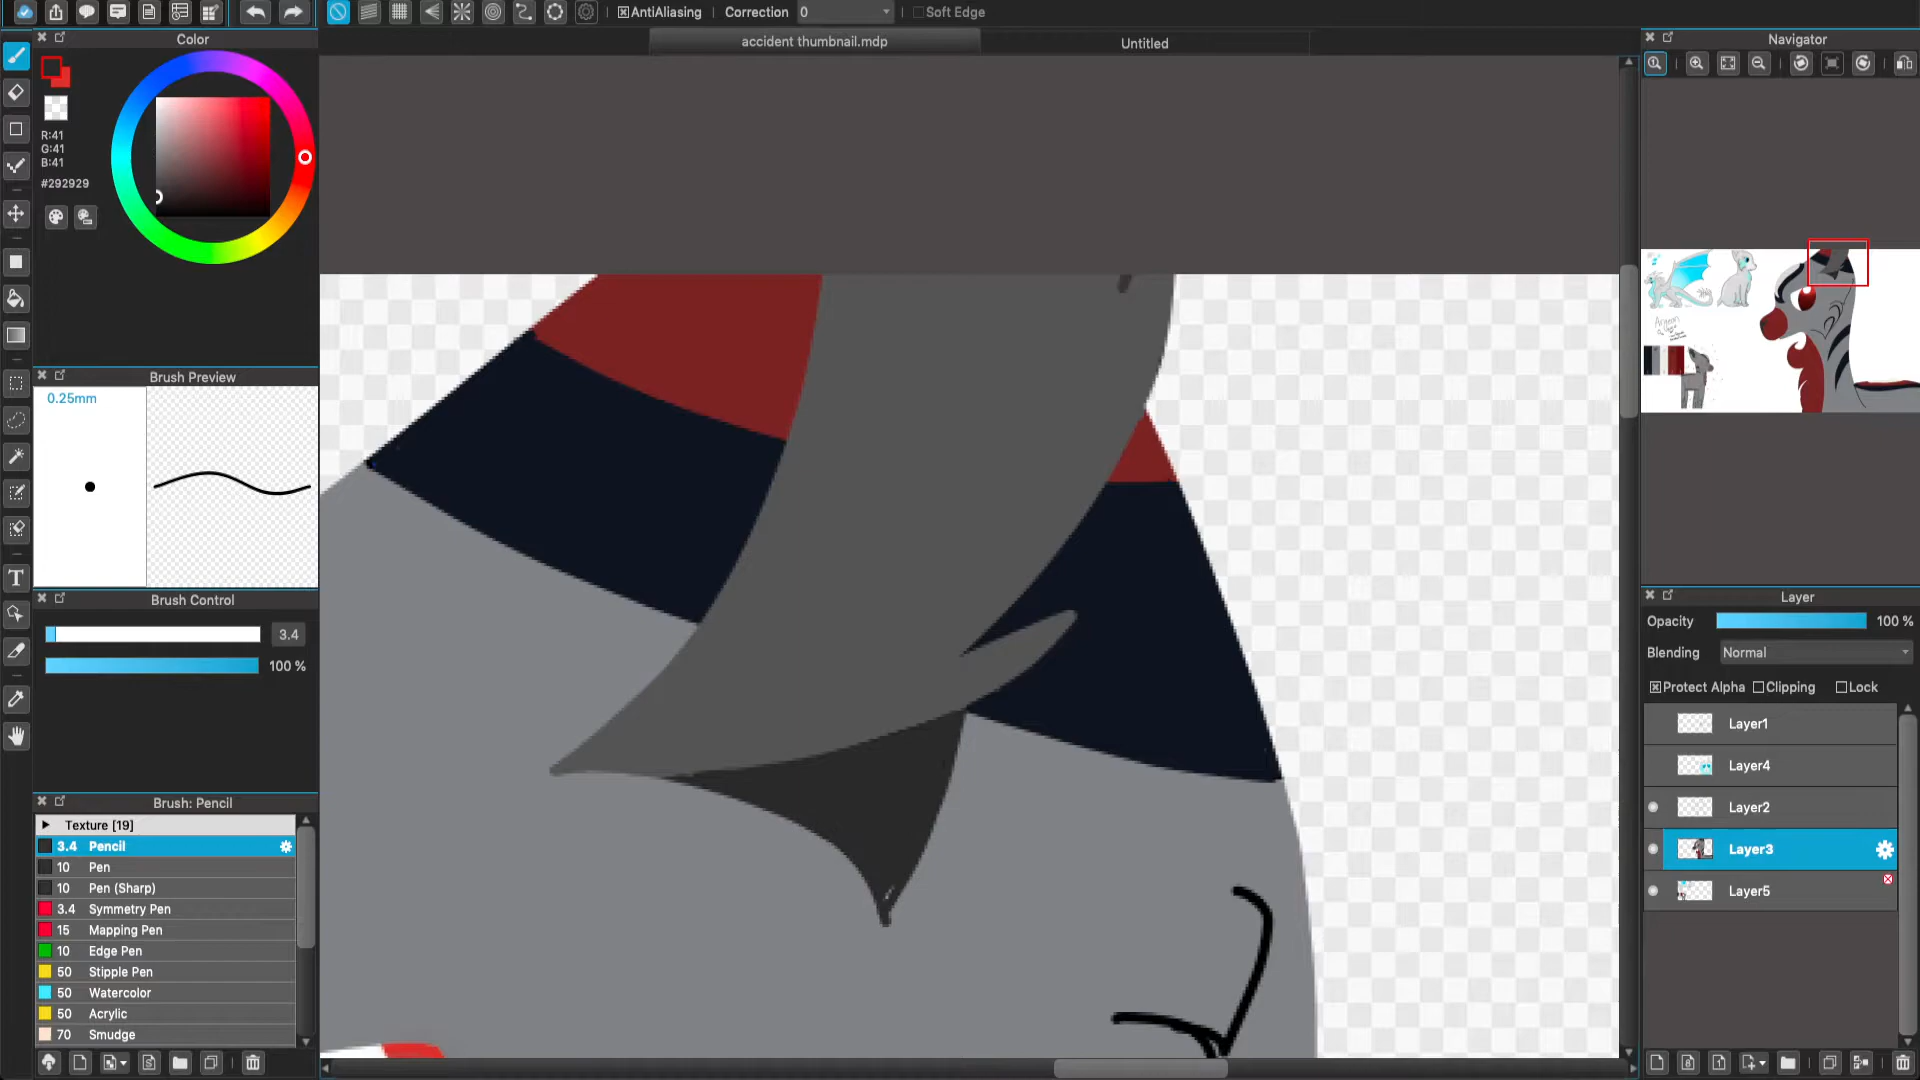 AntiAliasing
Correction
0
Soft Edge
Color
accident thumbnail.mdp
Untitled
Navigator
R:41
G:41
B:41
#292929
Brush Preview
0.25mm
Brush Control
3.4
100 %
Brush: Pencil
Texture [19]
3.4 Pencil
10 Pen
10 Pen (Sharp)
3.4 Symmetry Pen
15 Mapping Pen
10 Edge Pen
50 Stipple Pen
50 Watercolor
50 Acrylic
70 Smudge
Layer
Opacity
100 %
Blending
Normal
Protect Alpha
Clipping
Lock
Layer1
Layer4
Layer2
Layer3
Layer5